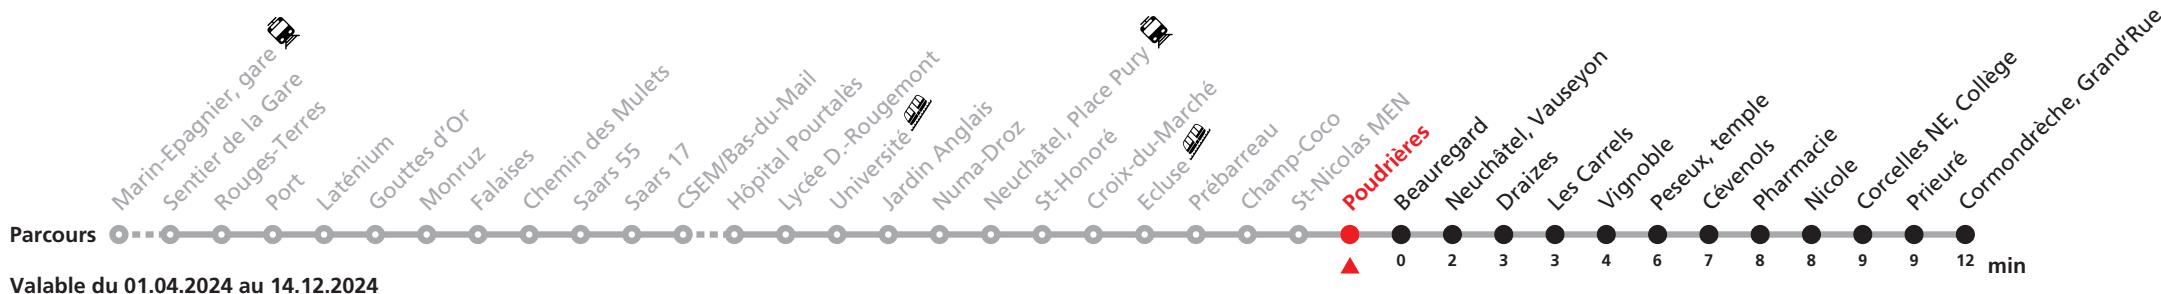 Marin-Epagnier, gare
Sentier de la Gare
Rouges-Terres
Port
Laténium
Gouttes d'Or
Monruz
Falaises
Chemin des Mulets
Saars 55
Saars 17
CSEM/Bas-du-Mail
Hôpital Pourtalès
Lycée D.-Rougemont
Université
Jardin Anglais
Numa-Droz
Neuchâtel, Place Pury
St-Honoré
Croix-du-Marché
Ecluse
Prébarreau
Champ-Coco
St-Nicolas MEN
Poudrières
Beauregard
Neuchâtel, Vauseyon
Draizes
Les Carrels
Vignoble
Peseux, temple
Cévenols
Pharmacie
Nicole
Corcelles NE, Collège
Prieuré
Cormondrèche, Grand'Rue
Parcours
0 2 3 3 4 6 7 8 8 9 9 12 min
Valable du 01.04.2024 au 14.12.2024